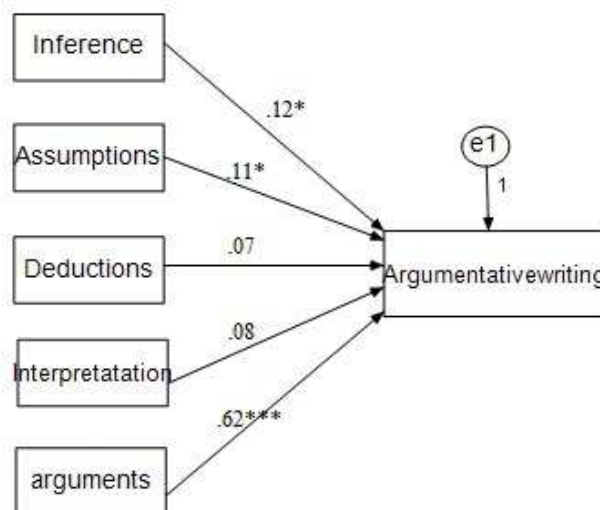 Inference
.12*
e1
Assumptions
.11*
1
Deductions
.07
Argumentativewriting
Interpretatation
.08
.62***
arguments